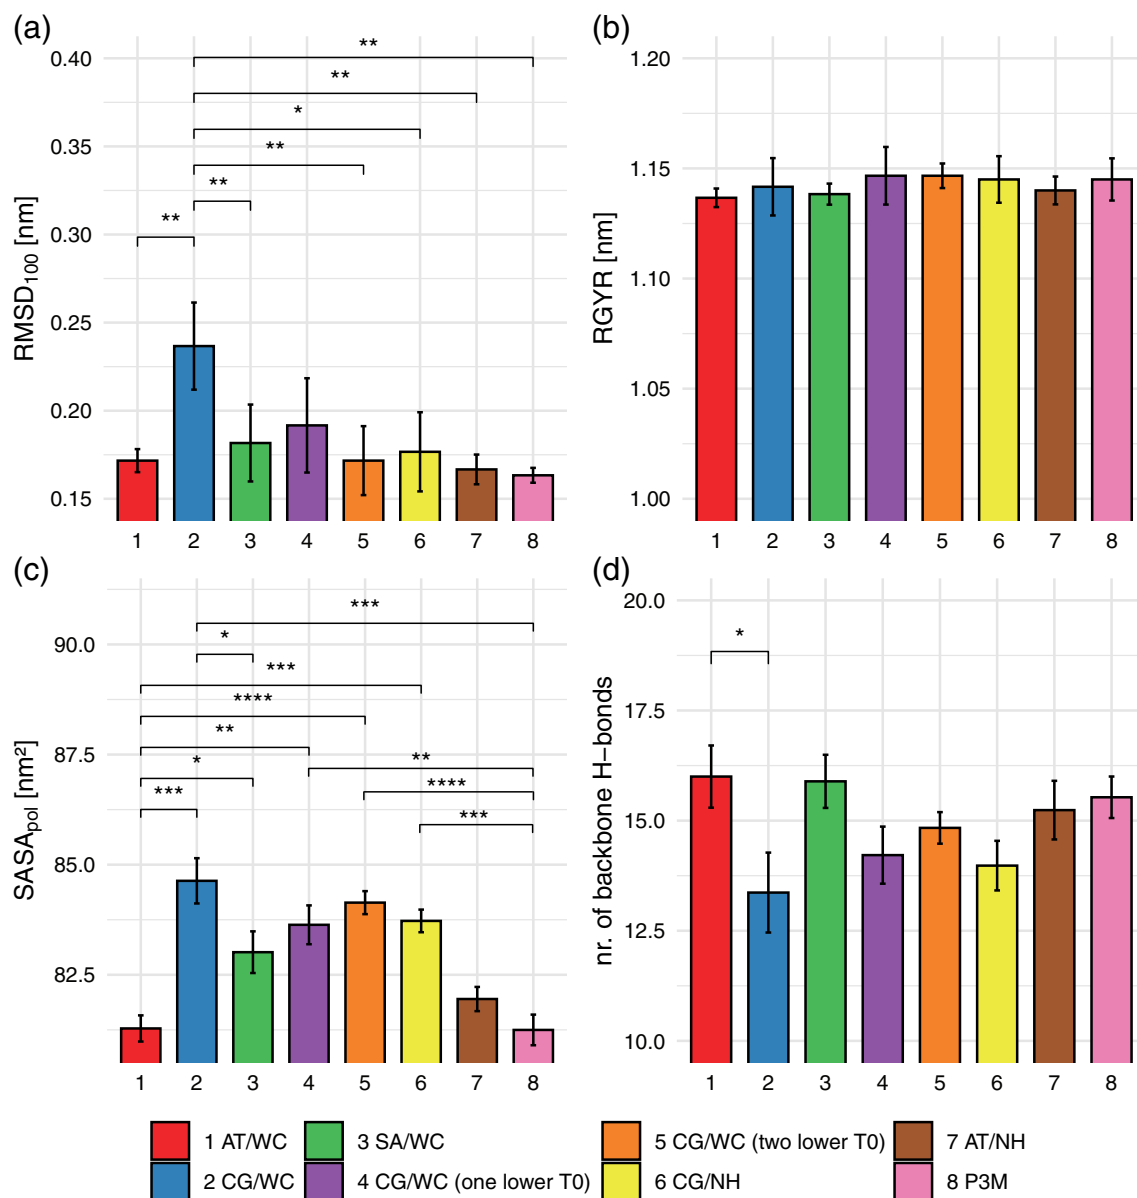 (a)
RMSD100 [nm]
0.40
0.35
0.30
0.25
0.20
0.15
**
**
*
**
**
**
1 2 3 4 5 6 7 8
(b)
RGYR [nm]
1.20
1.15
1.10
1.05
1.00
1 2 3 4 5 6 7 8
(c)
SASApol [nm²]
90.0
87.5
85.0
82.5
***
*
***
****
**
**
*
****
***
***
1 2 3 4 5 6 7 8
(d)
nr. of backbone H−bonds
20.0
17.5
15.0
12.5
10.0
*
1 2 3 4 5 6 7 8
1 AT/WC 3 SA/WC 5 CG/WC (two lower T0) 7 AT/NH
2 CG/WC 4 CG/WC (one lower T0) 6 CG/NH 8 P3M